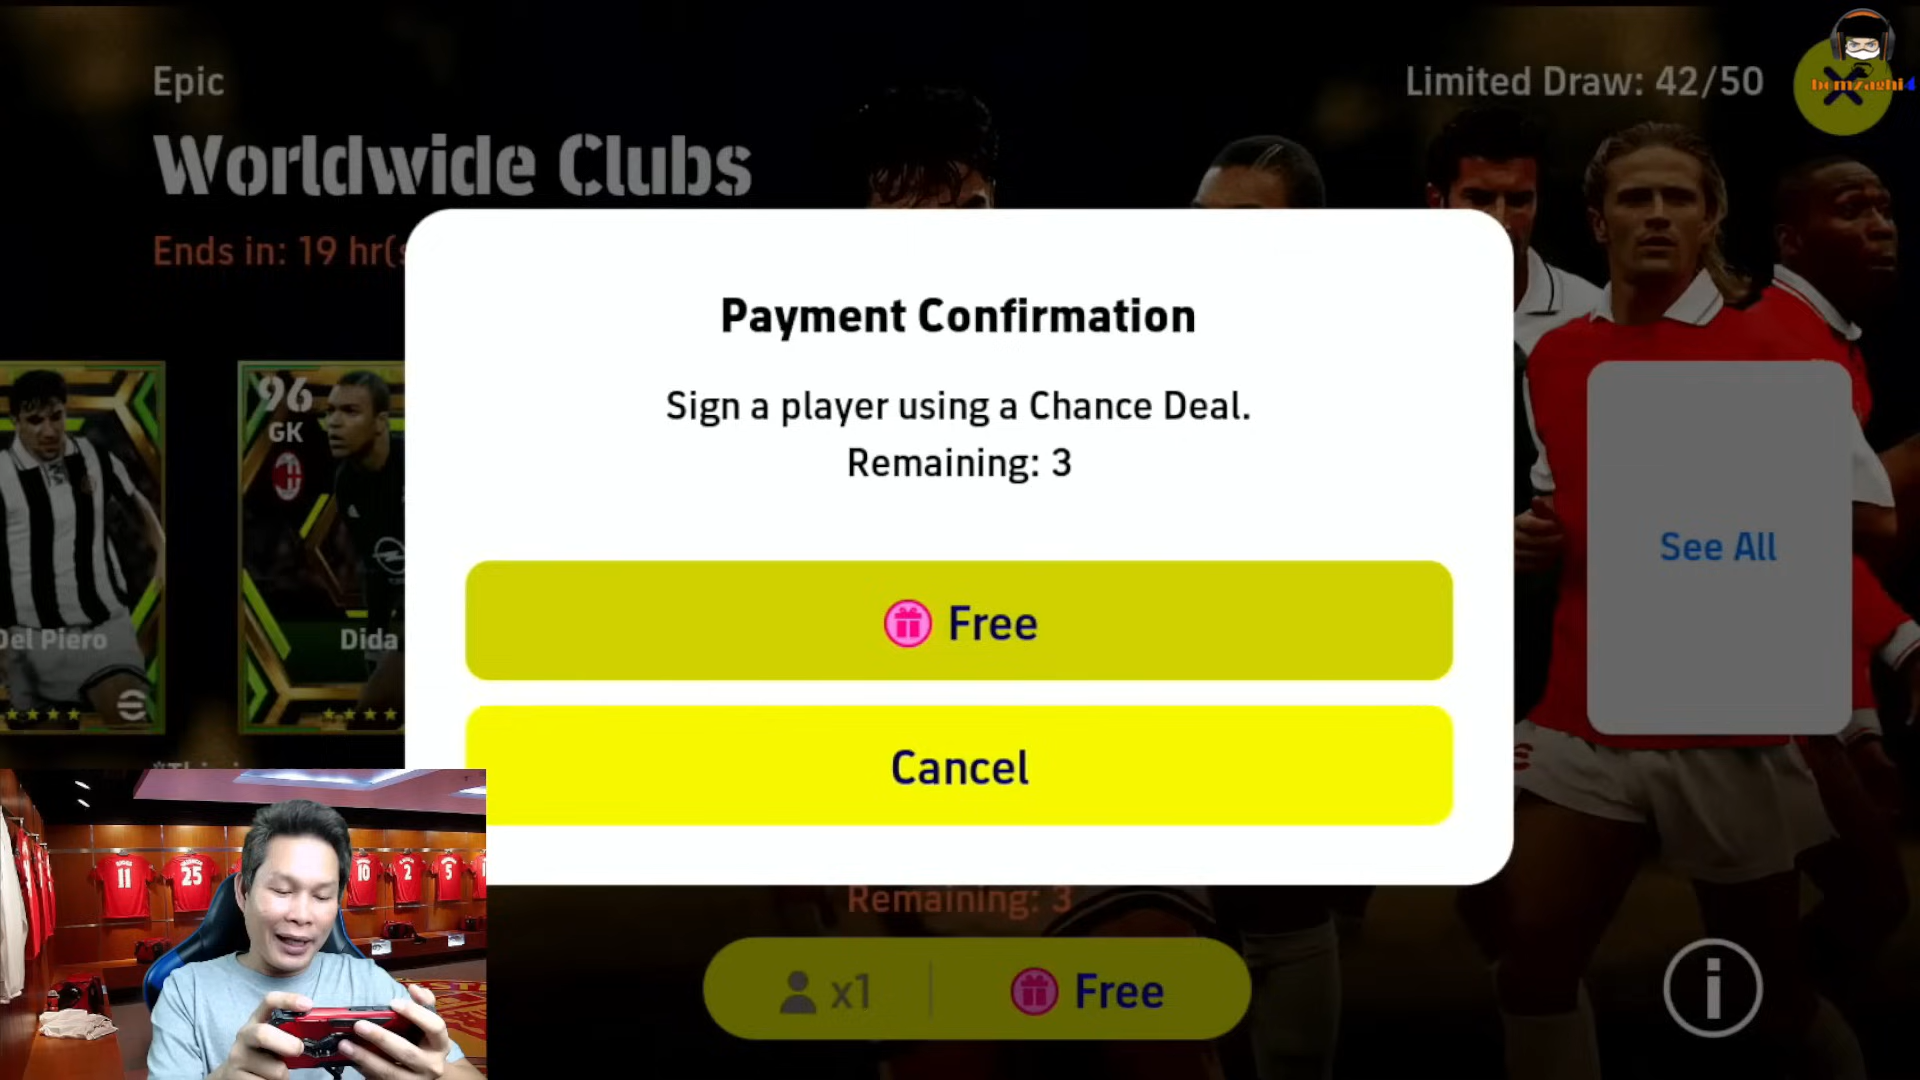 Epic
Limited Draw: 42/50
bomzaghi4
Worldwide Clubs
Ends in: 19 hr(s
Payment Confirmation
Sign a player using a Chance Deal.
Remaining: 3
96
GK
Del Piero
Dida
See All
Free
Cancel
11
25
10
2
5
Remaining: 3
x1
Free